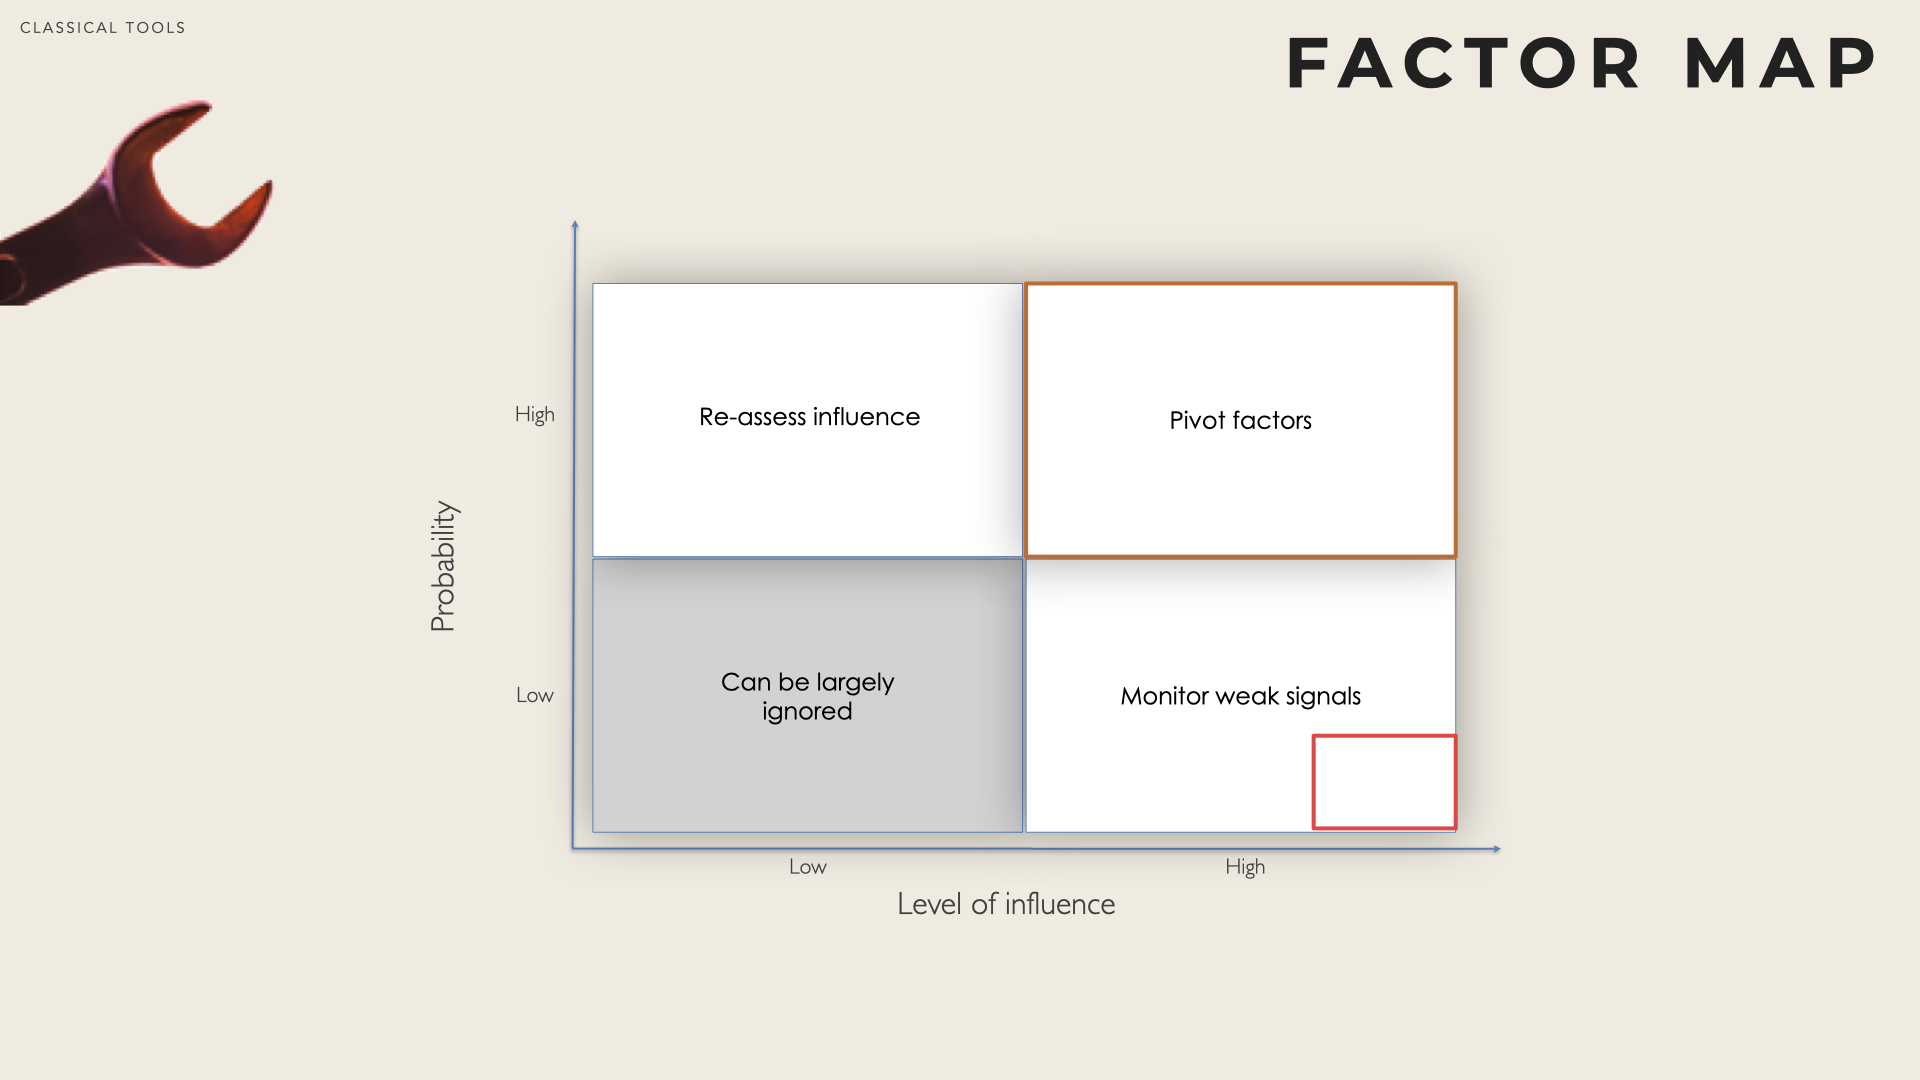 CLASSICAL TOOLS
FACTOR MAP
High
Re-assess influence
Pivot factors
Probability
Low
Can be largely
ignored
Monitor weak signals
Low
High
Level of influence